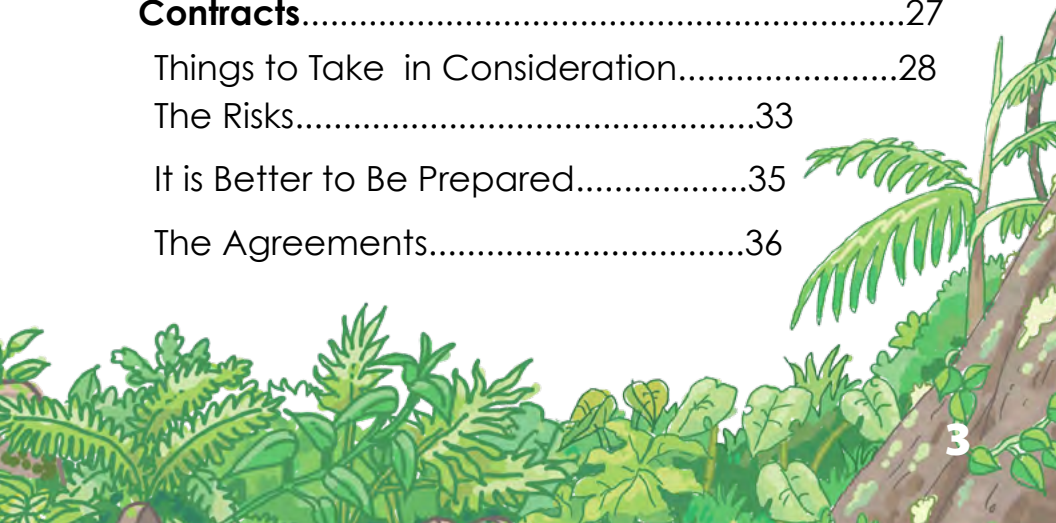 Contracts...............................................................27
Things to Take  in Consideration.......................28
The Risks................................................33
It is Better to Be Prepared..................35
The Agreements.................................36
3